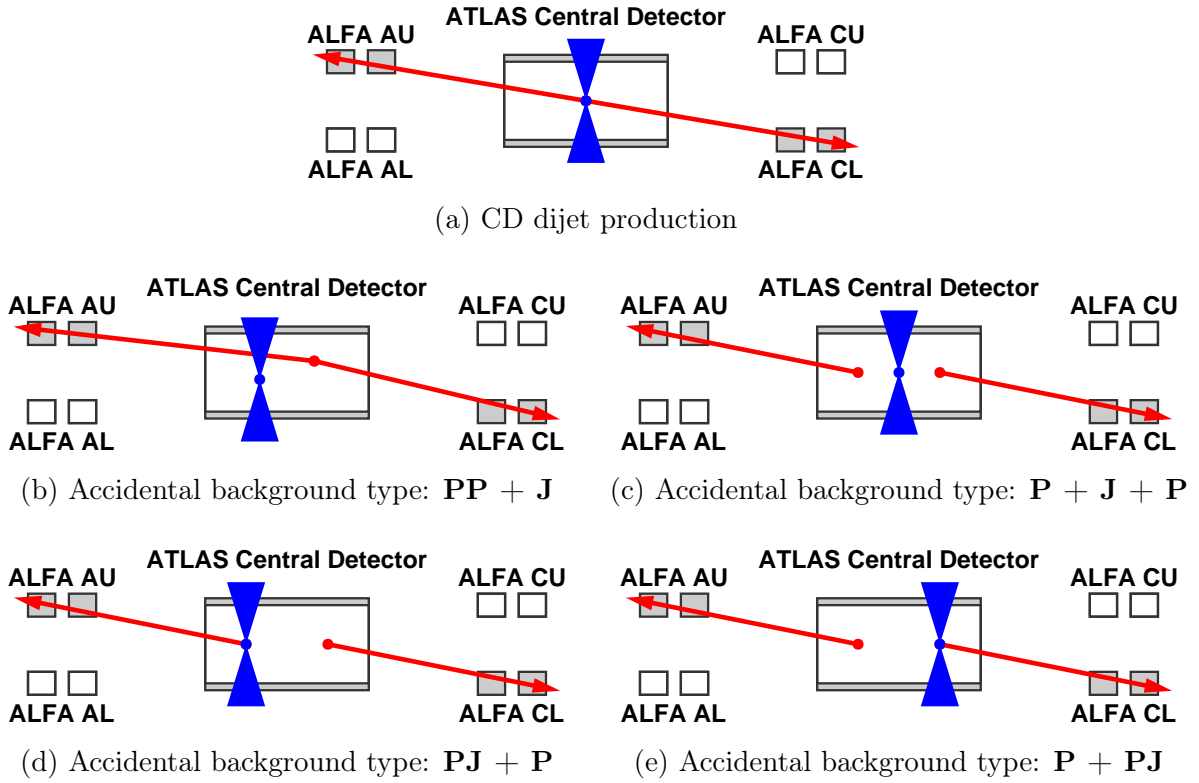 ATLAS Central Detector
ALFA AU
ALFA CU
ALFA AL
ALFA CL
(a) CD dijet production
ATLAS Central Detector
ALFA AU
ALFA CU
ALFA AL
ALFA CL
(b) Accidental background type: PP + J
ATLAS Central Detector
ALFA AU
ALFA CU
ALFA AL
ALFA CL
(c) Accidental background type: P + J + P
ATLAS Central Detector
ALFA AU
ALFA CU
ALFA AL
ALFA CL
(d) Accidental background type: PJ + P
ATLAS Central Detector
ALFA AU
ALFA CU
ALFA AL
ALFA CL
(e) Accidental background type: P + PJ